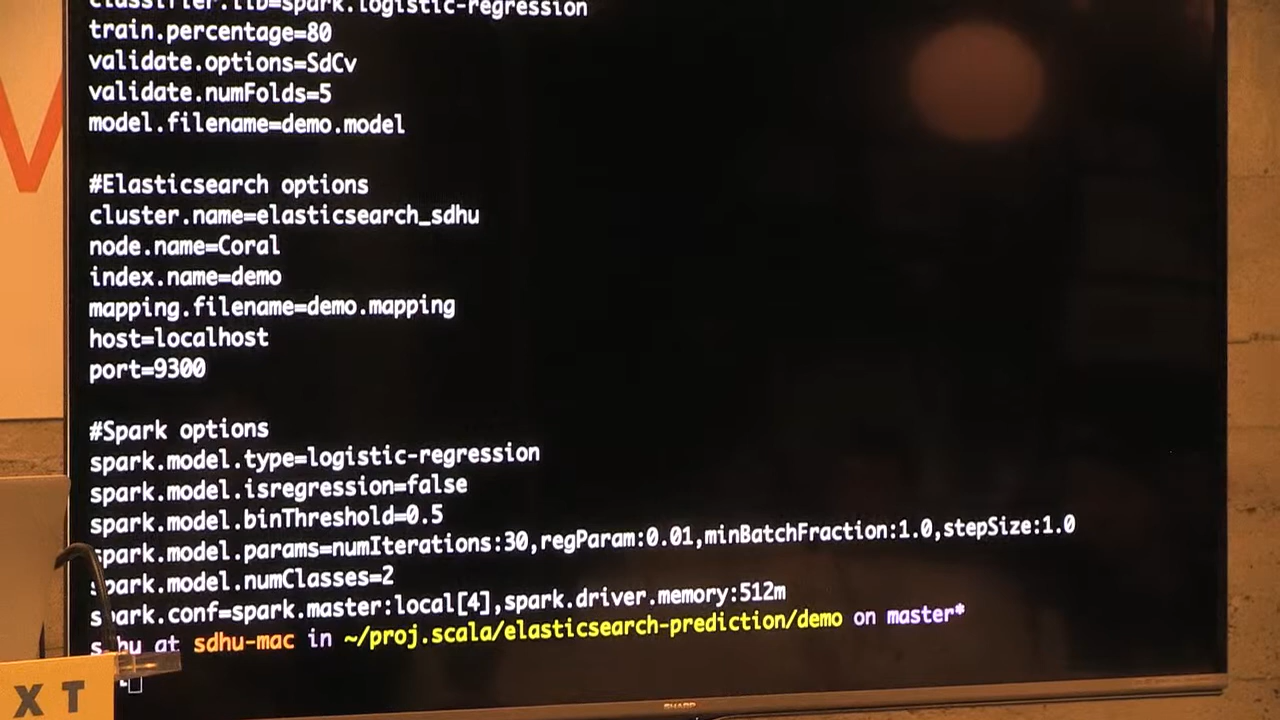 classifier.lib=spark.logistic-regression
train.percentage=80
validate.options=SdCv
validate.numFolds=5
model.filename=demo.model
#Elasticsearch options
cluster.name=elasticsearch_sdhu
node.name=Coral
index.name=demo
mapping.filename=demo.mapping
host=localhost
port=9300
#Spark options
spark.model.type=logistic-regression
spark.model.isregression=false
spark.model.binThreshold=0.5
spark.model.params=numIterations:30,regParam:0.01,minBatchFraction:1.0,stepSize:1.0
spark.model.numClasses=2
spark.conf=spark.master:local[4],spark.driver.memory:512m
sdhu at sdhu-mac in ~/proj.scala/elasticsearch-prediction/demo on master*
SHARP
X T